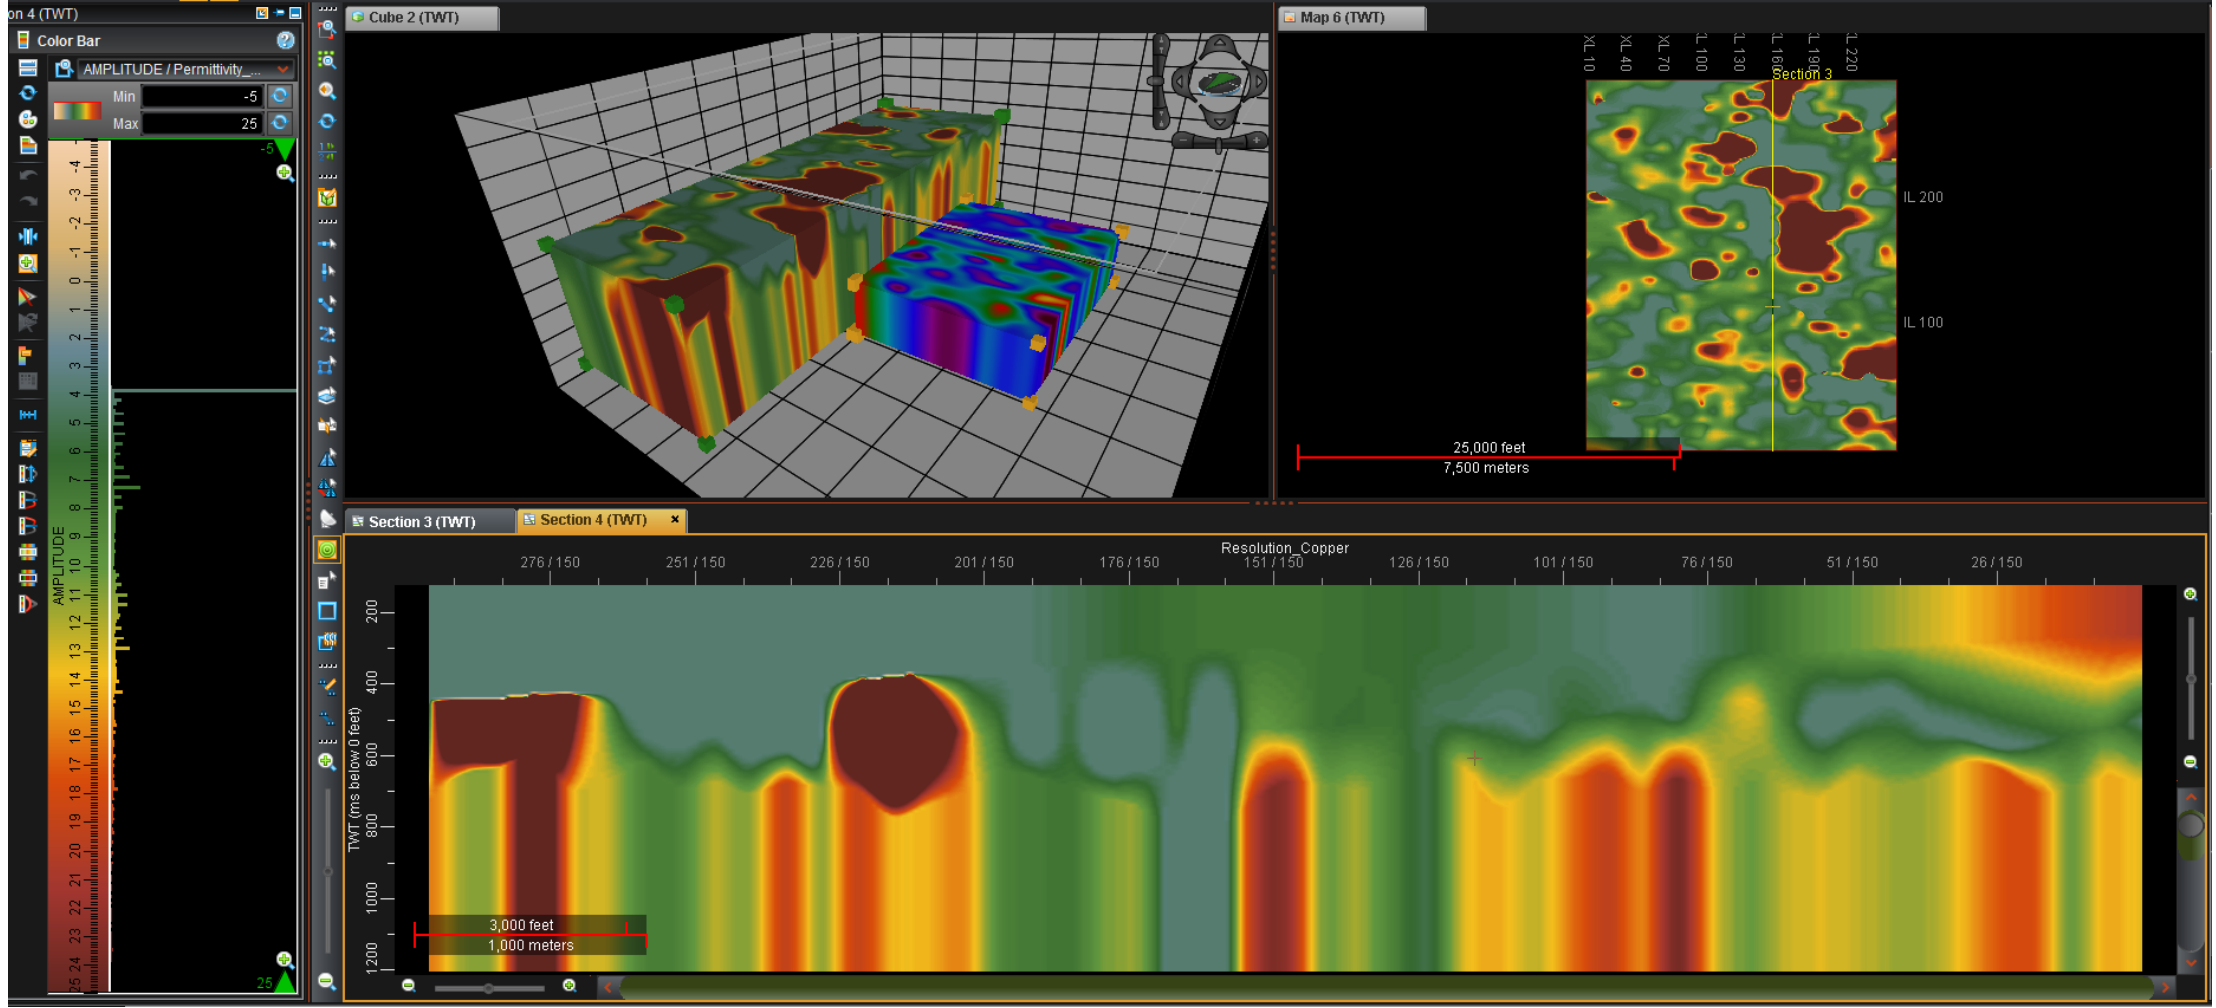 on 4 (TWT)
Color Bar
AMPLITUDE / Permittivity_...
Min -5
Max 25
-5
-4
-3
-2
-1
0
1
2
3
4
5
6
7
8
9
10
11
12
13
14
15
16
17
18
19
20
21
22
23
24
25
AMPLITUDE
25
Cube 2 (TWT)
Map 6 (TWT)
XL 10
XL 40
XL 70
XL 100
XL 130
XL 160
XL 190
XL 220
Section 3
IL 200
IL 100
25,000 feet
7,500 meters
Section 3 (TWT)
Section 4 (TWT)
Resolution_Copper
276 / 150 251 / 150 226 / 150 201 / 150 176 / 150 151 / 150 126 / 150 101 / 150 76 / 150 51 / 150 26 / 150
TWT (ms below 0 feet)
200
400
600
800
1000
1200
3,000 feet
1,000 meters